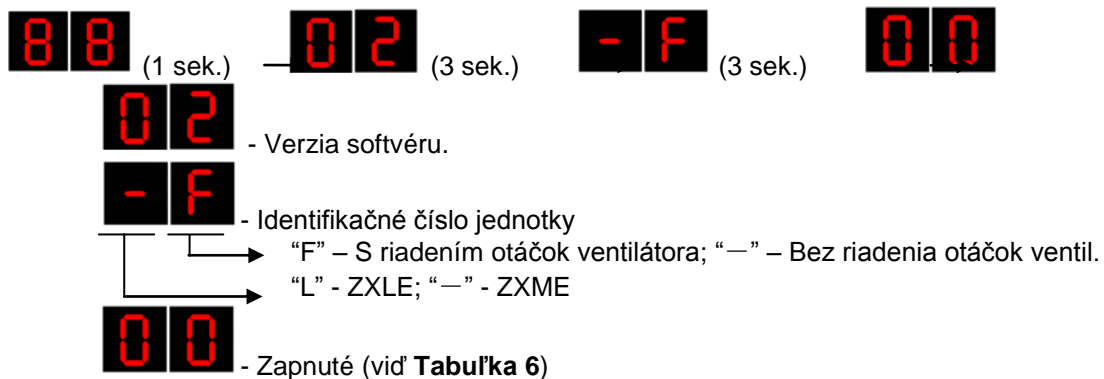 88 (1 sek.) 02 (3 sek.) -F (3 sek.) 00
02 - Verzia softvéru.
-F - Identifikačné číslo jednotky
“F” – S riadením otáčok ventilátora; “－” – Bez riadenia otáčok ventil.
“L” - ZXLE; “－” - ZXME
00 - Zapnuté (viď Tabuľka 6)